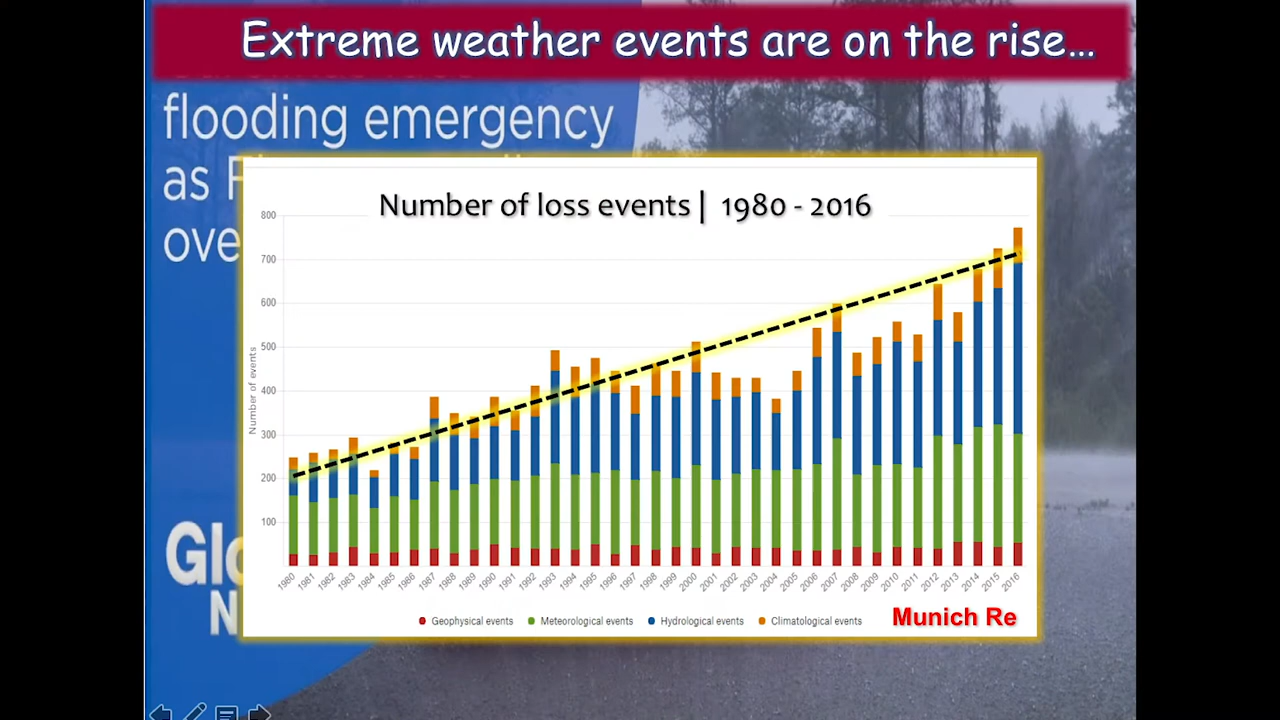 Extreme weather events are on the rise...
flooding emergency
as
ove
Number of loss events | 1980 - 2016
Number of events
800
700
600
500
400
300
200
100
1980 1981 1982 1983 1984 1985 1986 1987 1988 1989 1990 1991 1992 1993 1994 1995 1996 1997 1998 1999 2000 2001 2002 2003 2004 2005 2006 2007 2008 2009 2010 2011 2012 2013 2014 2015 2016
Geophysical events Meteorological events Hydrological events Climatological events
Munich Re
Glo
N